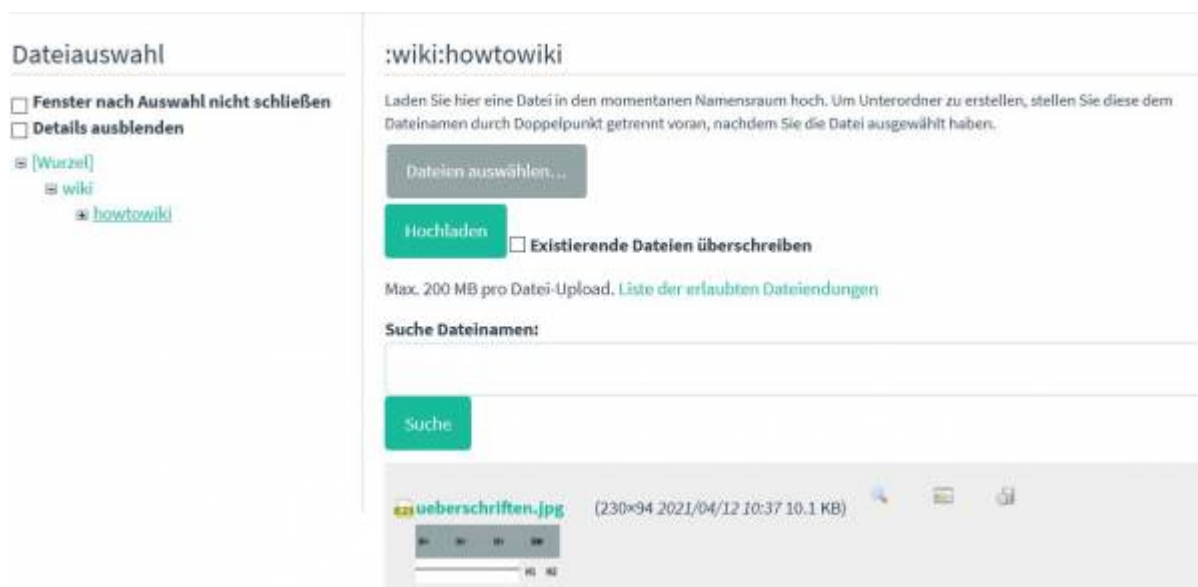 Dateiauswahl
Fenster nach Auswahl nicht schließen
Details ausblenden
[Wurzel]
wiki
howtowiki
:wiki:howtowiki
Laden Sie hier eine Datei in den momentanen Namensraum hoch. Um Unterordner zu erstellen, stellen Sie diese dem
Dateinamen durch Doppelpunkt getrennt voran, nachdem Sie die Datei ausgewählt haben.
Dateien auswählen...
Hochladen
Existierende Dateien überschreiben
Max. 200 MB pro Datei-Upload. Liste der erlaubten Dateiendungen
Suche Dateinamen:
Suche
ueberschriften.jpg (230×94 2021/04/12 10:37 10.1 KB)